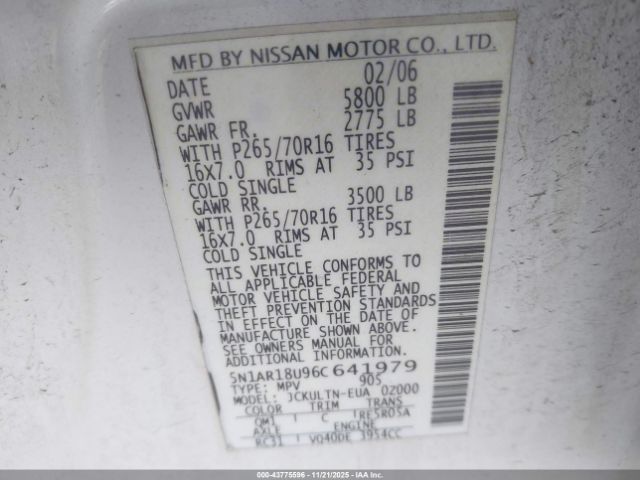 MFD BY NISSAN MOTOR CO., LTD.
DATE 02/06
GVWR 5800 LB
GAWR FR. 2775 LB
WITH P265/70R16 TIRES
16X7.0 RIMS AT 35 PSI
COLD SINGLE
GAWR RR. 3500 LB
WITH P265/70R16 TIRES
16X7.0 RIMS AT 35 PSI
COLD SINGLE
THIS VEHICLE CONFORMS TO
ALL APPLICABLE FEDERAL
MOTOR VEHICLE SAFETY AND
THEFT PREVENTION STANDARDS
IN EFFECT ON THE DATE OF
MANUFACTURE SHOWN ABOVE.
SEE OWNERS MANUAL FOR
ADDITIONAL INFORMATION.
5N1AR18U96C641979
TYPE: MPV 905
MODEL: JCKULTN-EUA 02000
COLOR TRIM TRANS
QM1 C RE5R05A
AXLE ENGINE
RC31 VQ40DE 3954CC
000-43775596 - 11/21/2025 - IAAUS